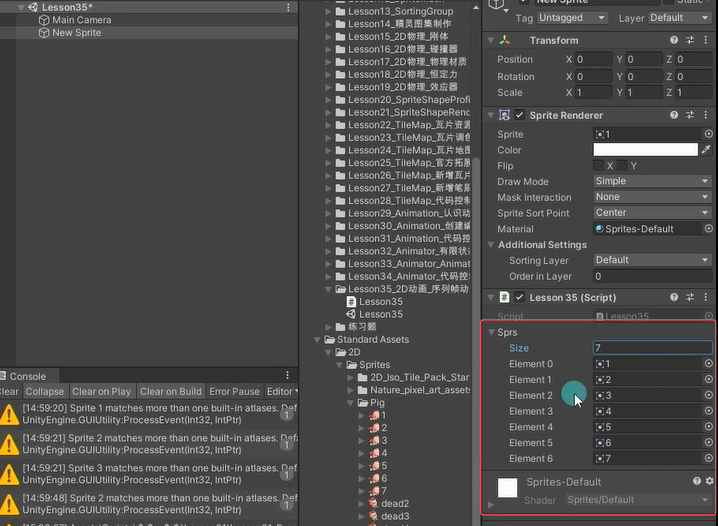 Lesson35*
Main Camera
New Sprite
Console
Clear Collapse Clear on Play Clear on Build Error Pause Editor
[14:59:20] Sprite 1 matches more than one built-in atlases. Def
UnityEngine.GUIUtility:ProcessEvent(Int32, IntPtr)
1
[14:59:21] Sprite 2 matches more than one built-in atlases. Def
UnityEngine.GUIUtility:ProcessEvent(Int32, IntPtr)
1
[14:59:21] Sprite 3 matches more than one built-in atlases. Def
UnityEngine.GUIUtility:ProcessEvent(Int32, IntPtr)
1
[14:59:48] Sprite 2 matches more than one built-in atlases. Def
UnityEngine.GUIUtility:ProcessEvent(Int32, IntPtr)
1
Lesson13_SortingGroup
Lesson14_精灵图集制作
Lesson15_2D物理_刚体
Lesson16_2D物理_碰撞器
Lesson17_2D物理_物理材质
Lesson18_2D物理_恒定力
Lesson19_2D物理_效应器
Lesson20_SpriteShapeProfi
Lesson21_SpriteShapeRend
Lesson22_TileMap_瓦片资源
Lesson23_TileMap_瓦片调色
Lesson24_TileMap_瓦片地图
Lesson25_TileMap_官方拓展
Lesson26_TileMap_新增瓦片
Lesson27_TileMap_新增笔刷
Lesson28_TileMap_代码控制
Lesson29_Animation_认识动
Lesson30_Animation_创建编
Lesson31_Animation_代码控
Lesson32_Animator_有限状态
Lesson33_Animator_Animat
Lesson34_Animator_代码控
Lesson35_2D动画_序列帧动
Lesson35
Lesson35
练习题
Standard Assets
2D
Sprites
2D_Iso_Tile_Pack_Star
Nature_pixel_art_assets
Pig
1
2
3
4
5
6
7
dead2
dead3
New Sprite Static
Tag Untagged Layer Default
Transform
Position X 0 Y 0 Z 0
Rotation X 0 Y 0 Z 0
Scale X 1 Y 1 Z 1
Sprite Renderer
Sprite 1
Color
Flip X Y
Draw Mode Simple
Mask Interaction None
Sprite Sort Point Center
Material Sprites-Default
Additional Settings
Sorting Layer Default
Order in Layer 0
Lesson 35 (Script)
Script Lesson35
Sprs
Size 7
Element 0 1
Element 1 2
Element 2 3
Element 3 4
Element 4 5
Element 5 6
Element 6 7
Sprites-Default
Shader Sprites/Default